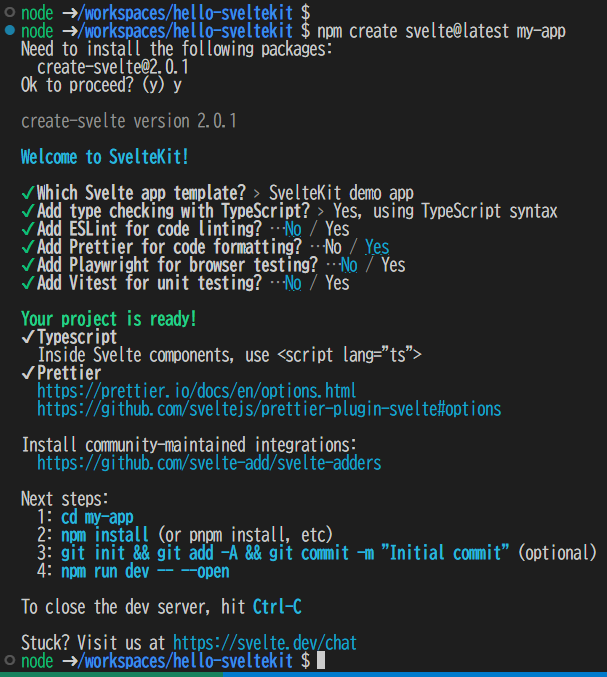 node ➜/workspaces/hello-sveltekit $
node ➜/workspaces/hello-sveltekit $ npm create svelte@latest my-app
Need to install the following packages:
  create-svelte@2.0.1
Ok to proceed? (y) y

create-svelte version 2.0.1

Welcome to SvelteKit!

✔Which Svelte app template? › SvelteKit demo app
✔Add type checking with TypeScript? › Yes, using TypeScript syntax
✔Add ESLint for code linting? …No / Yes
✔Add Prettier for code formatting? …No / Yes
✔Add Playwright for browser testing? …No / Yes
✔Add Vitest for unit testing? …No / Yes

Your project is ready!
✔Typescript
  Inside Svelte components, use <script lang="ts">
✔Prettier
  https://prettier.io/docs/en/options.html
  https://github.com/sveltejs/prettier-plugin-svelte#options

Install community-maintained integrations:
  https://github.com/svelte-add/svelte-adders

Next steps:
  1: cd my-app
  2: npm install (or pnpm install, etc)
  3: git init && git add -A && git commit -m "Initial commit" (optional)
  4: npm run dev -- --open

To close the dev server, hit Ctrl-C

Stuck? Visit us at https://svelte.dev/chat
node ➜/workspaces/hello-sveltekit $